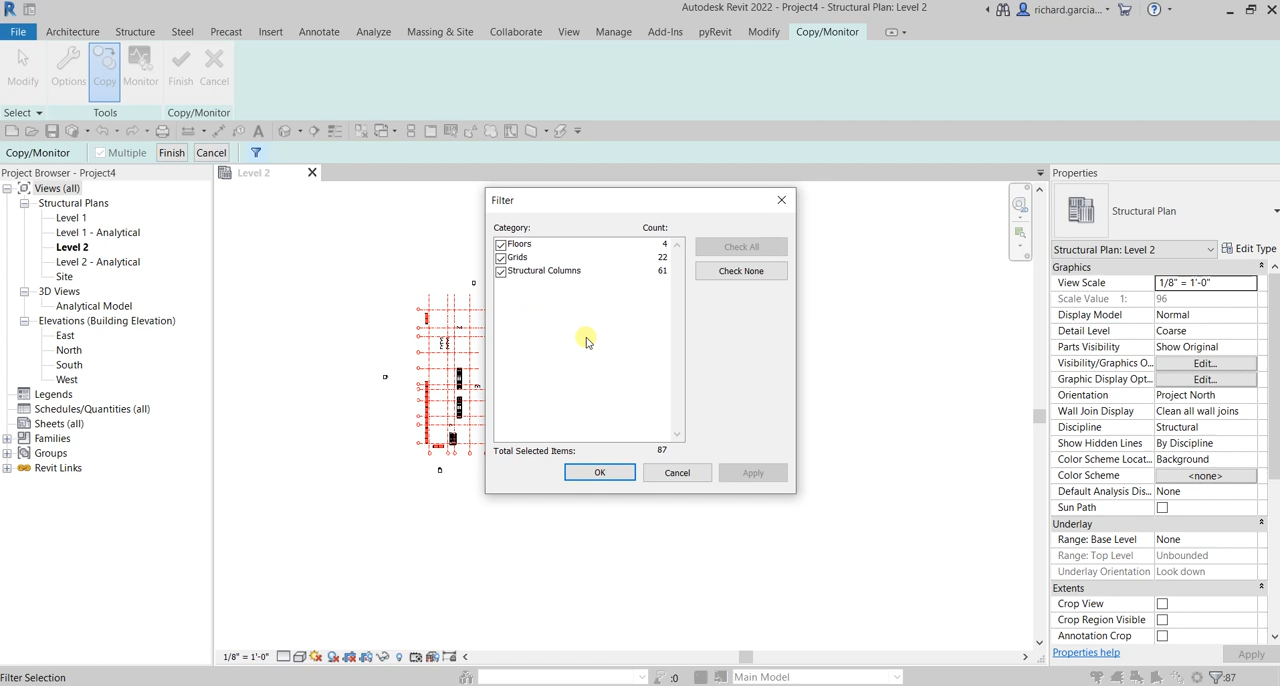 Autodesk Revit 2022 - Project4 - Structural Plan: Level 2
richard.garcia...
File Architecture Structure Steel Precast Insert Annotate Analyze Massing & Site Collaborate View Manage Add-Ins pyRevit Modify Copy/Monitor
Modify Options Copy Monitor Finish Cancel
Select Tools Copy/Monitor
Copy/Monitor Multiple Finish Cancel
Project Browser - Project4
Views (all)
Structural Plans
Level 1
Level 1 - Analytical
Level 2
Level 2 - Analytical
Site
3D Views
Analytical Model
Elevations (Building Elevation)
East
North
South
West
Legends
Schedules/Quantities (all)
Sheets (all)
Families
Groups
Revit Links
Level 2
Filter
Category: Count:
Floors 4
Grids 22
Structural Columns 61
Check All
Check None
Total Selected Items: 87
OK Cancel Apply
Properties
Structural Plan
Structural Plan: Level 2 Edit Type
Graphics
View Scale 1/8" = 1'-0"
Scale Value 1: 96
Display Model Normal
Detail Level Coarse
Parts Visibility Show Original
Visibility/Graphics O... Edit...
Graphic Display Opt... Edit...
Orientation Project North
Wall Join Display Clean all wall joins
Discipline Structural
Show Hidden Lines By Discipline
Color Scheme Locat... Background
Color Scheme <none>
Default Analysis Dis... None
Sun Path
Underlay
Range: Base Level None
Range: Top Level Unbounded
Underlay Orientation Look down
Extents
Crop View
Crop Region Visible
Annotation Crop
Properties help Apply
1/8" = 1'-0"
Filter Selection :0 Main Model :87